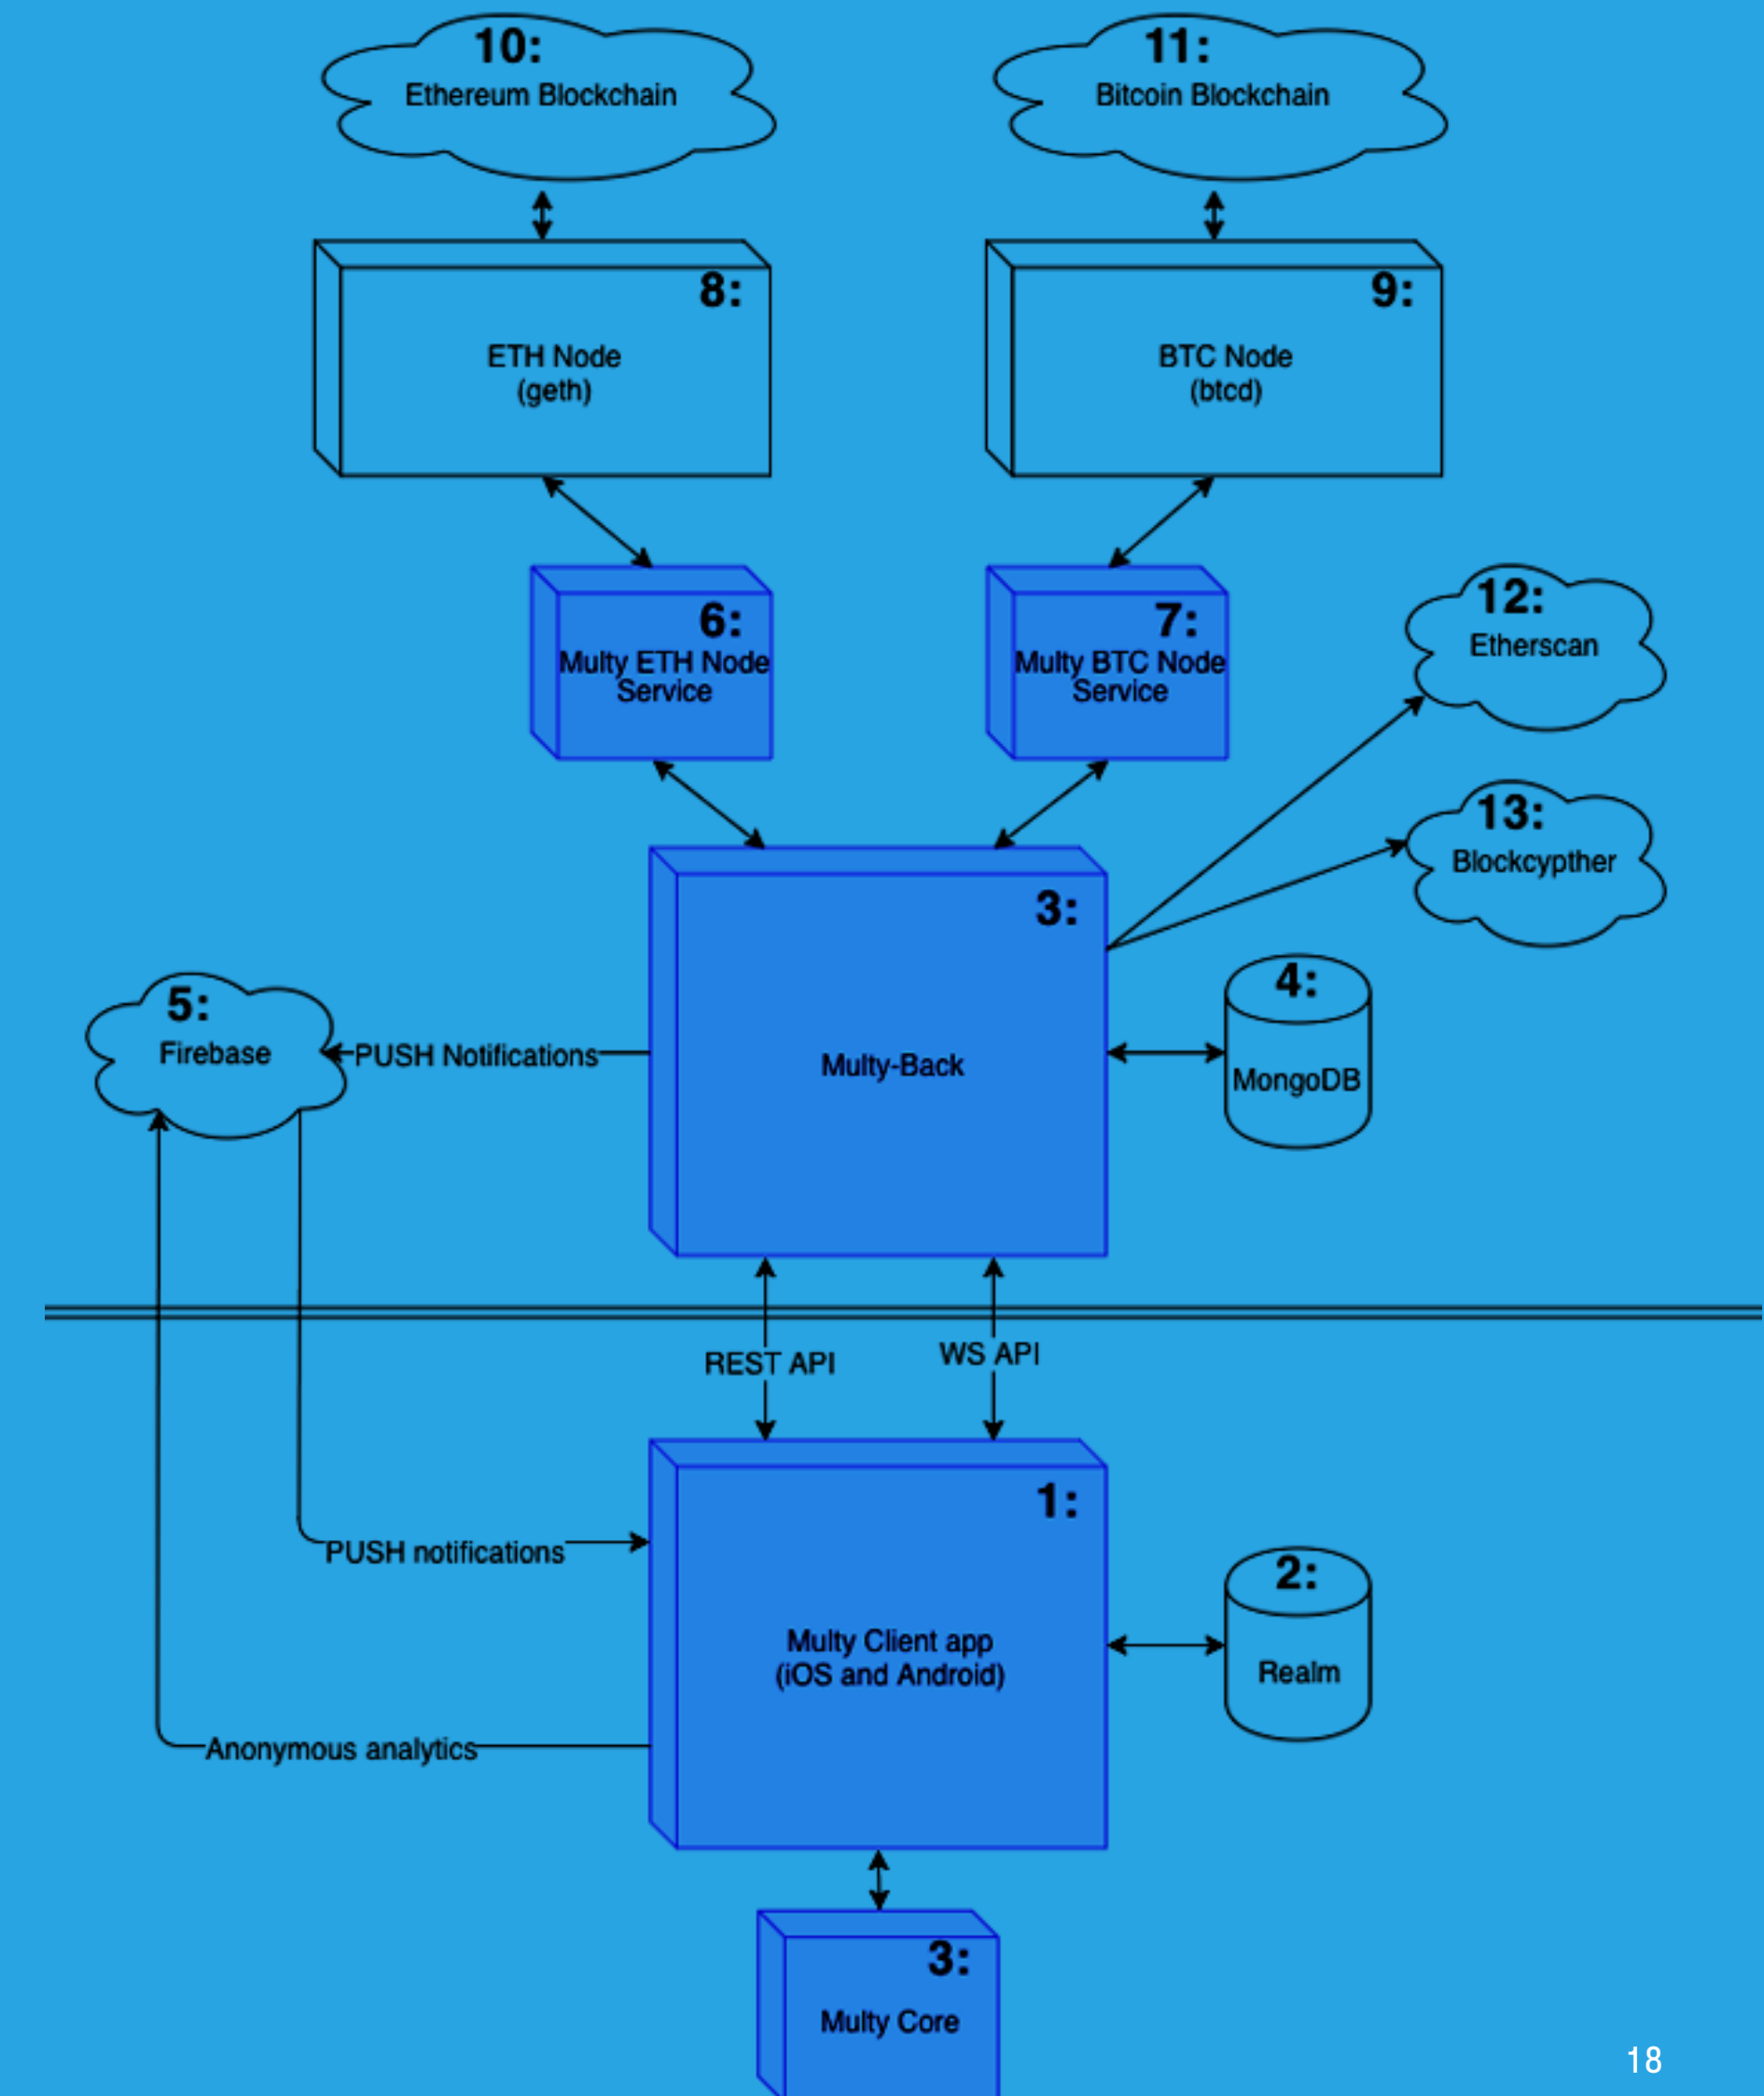 10:
Ethereum Blockchain
11:
Bitcoin Blockchain
8:
ETH Node
(geth)
9:
BTC Node
(btcd)
6:
Multy ETH Node
Service
7:
Multy BTC Node
Service
12:
Etherscan
13:
Blockcypther
3:
Multy-Back
4:
MongoDB
5:
Firebase
PUSH Notifications
REST API
WS API
1:
Multy Client app
(iOS and Android)
PUSH notifications
2:
Realm
Anonymous analytics
3:
Multy Core
18